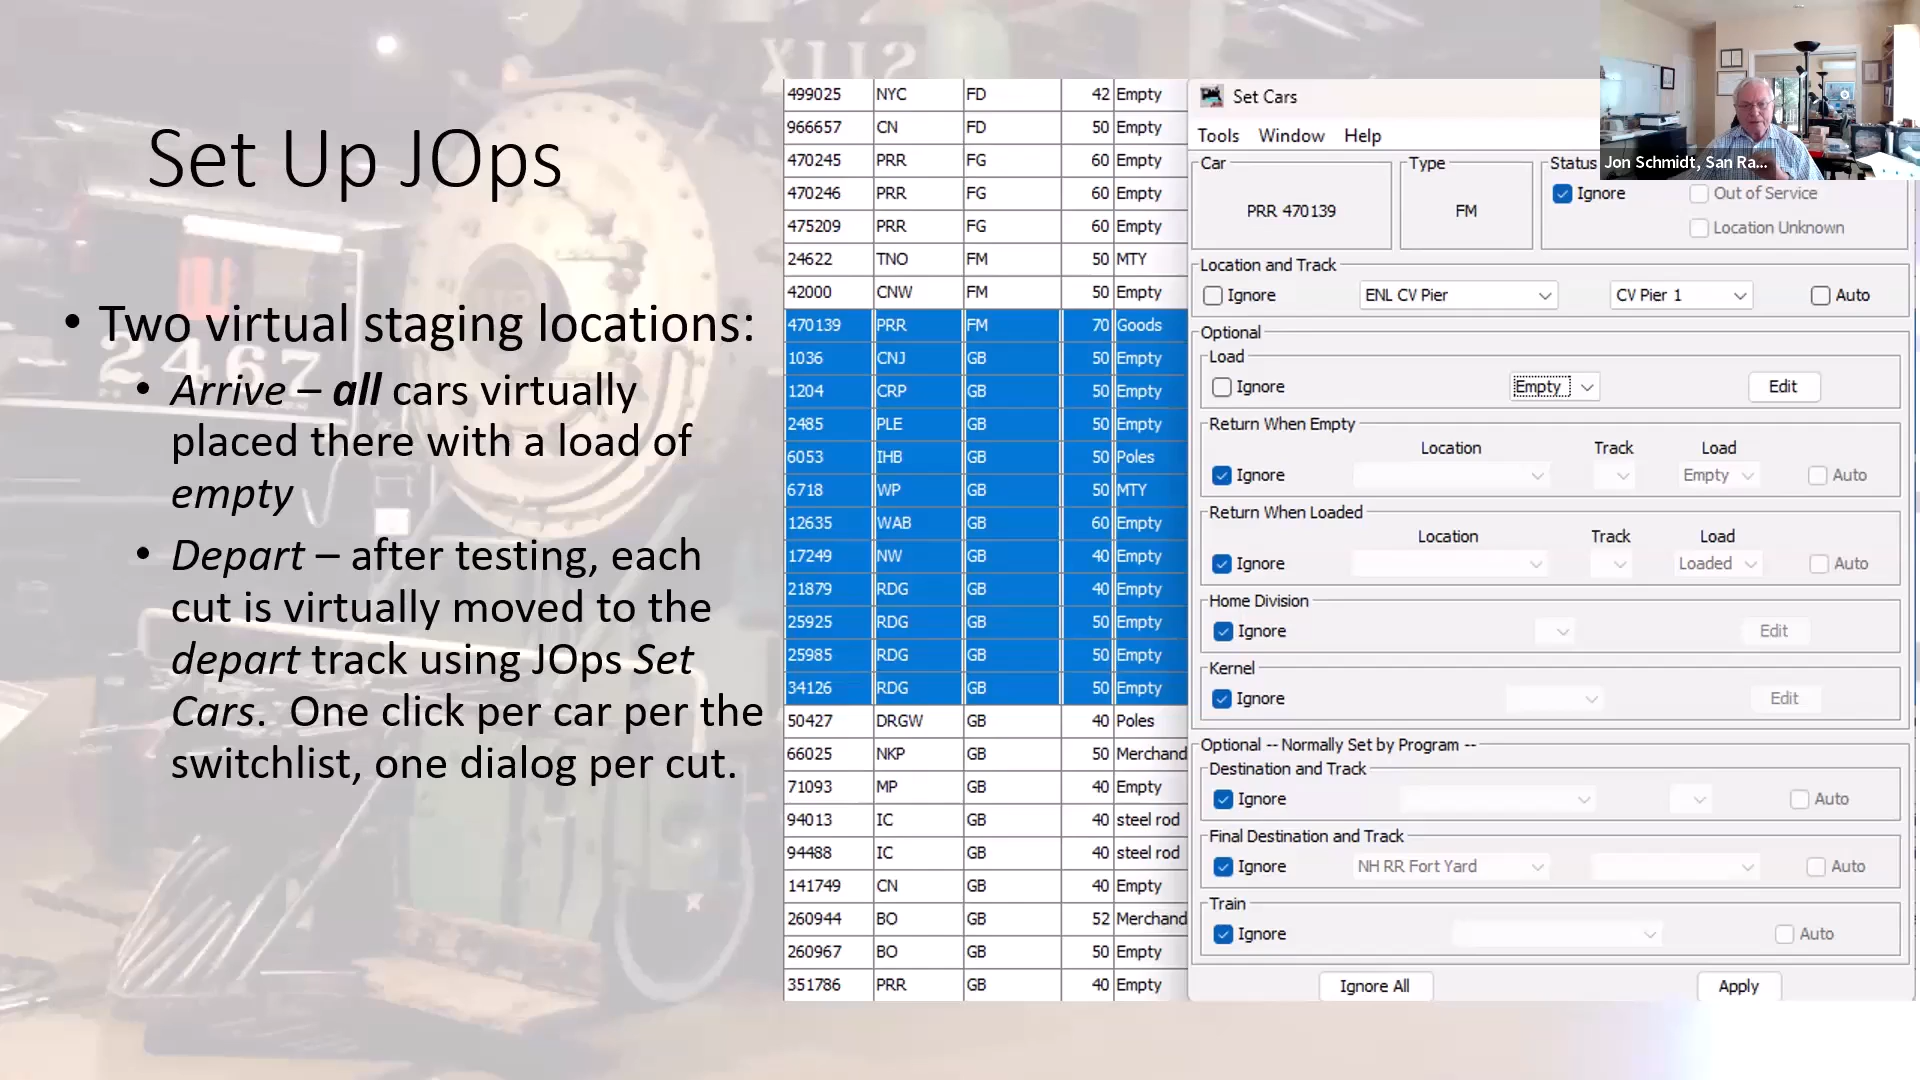 Set Up JOps
• Two virtual staging locations:
• Arrive – all cars virtually
placed there with a load of
empty
• Depart – after testing, each
cut is virtually moved to the
depart track using JOps Set
Cars.  One click per car per the
switchlist, one dialog per cut.
2467
499025 NYC FD 42 Empty
966657 CN FD 50 Empty
470245 PRR FG 60 Empty
470246 PRR FG 60 Empty
475209 PRR FG 60 Empty
24622 TNO FM 50 MTY
42000 CNW FM 50 Empty
470139 PRR FM 70 Goods
1036 CNJ GB 50 Empty
1204 CRP GB 50 Empty
2485 PLE GB 50 Empty
6053 IHB GB 50 Poles
6718 WP GB 50 MTY
12635 WAB GB 60 Empty
17249 NW GB 40 Empty
21879 RDG GB 40 Empty
25925 RDG GB 50 Empty
25985 RDG GB 50 Empty
34126 RDG GB 50 Empty
50427 DRGW GB 40 Poles
66025 NKP GB 50 Merchand
71093 MP GB 40 Empty
94013 IC GB 40 steel rod
94488 IC GB 40 steel rod
141749 CN GB 40 Empty
260944 BO GB 52 Merchand
260967 BO GB 50 Empty
351786 PRR GB 40 Empty
Set Cars
Tools Window Help
Car Type Status
PRR 470139 FM Ignore Out of Service
Location Unknown
Location and Track
Ignore ENL CV Pier CV Pier 1 Auto
Optional
Load
Ignore Empty Edit
Return When Empty
Location Track Load
Ignore Empty Auto
Return When Loaded
Location Track Load
Ignore Loaded Auto
Home Division
Ignore Edit
Kernel
Ignore Edit
Optional -- Normally Set by Program --
Destination and Track
Ignore Auto
Final Destination and Track
Ignore NH RR Fort Yard Auto
Train
Ignore Auto
Ignore All Apply
Jon Schmidt, San Ra...